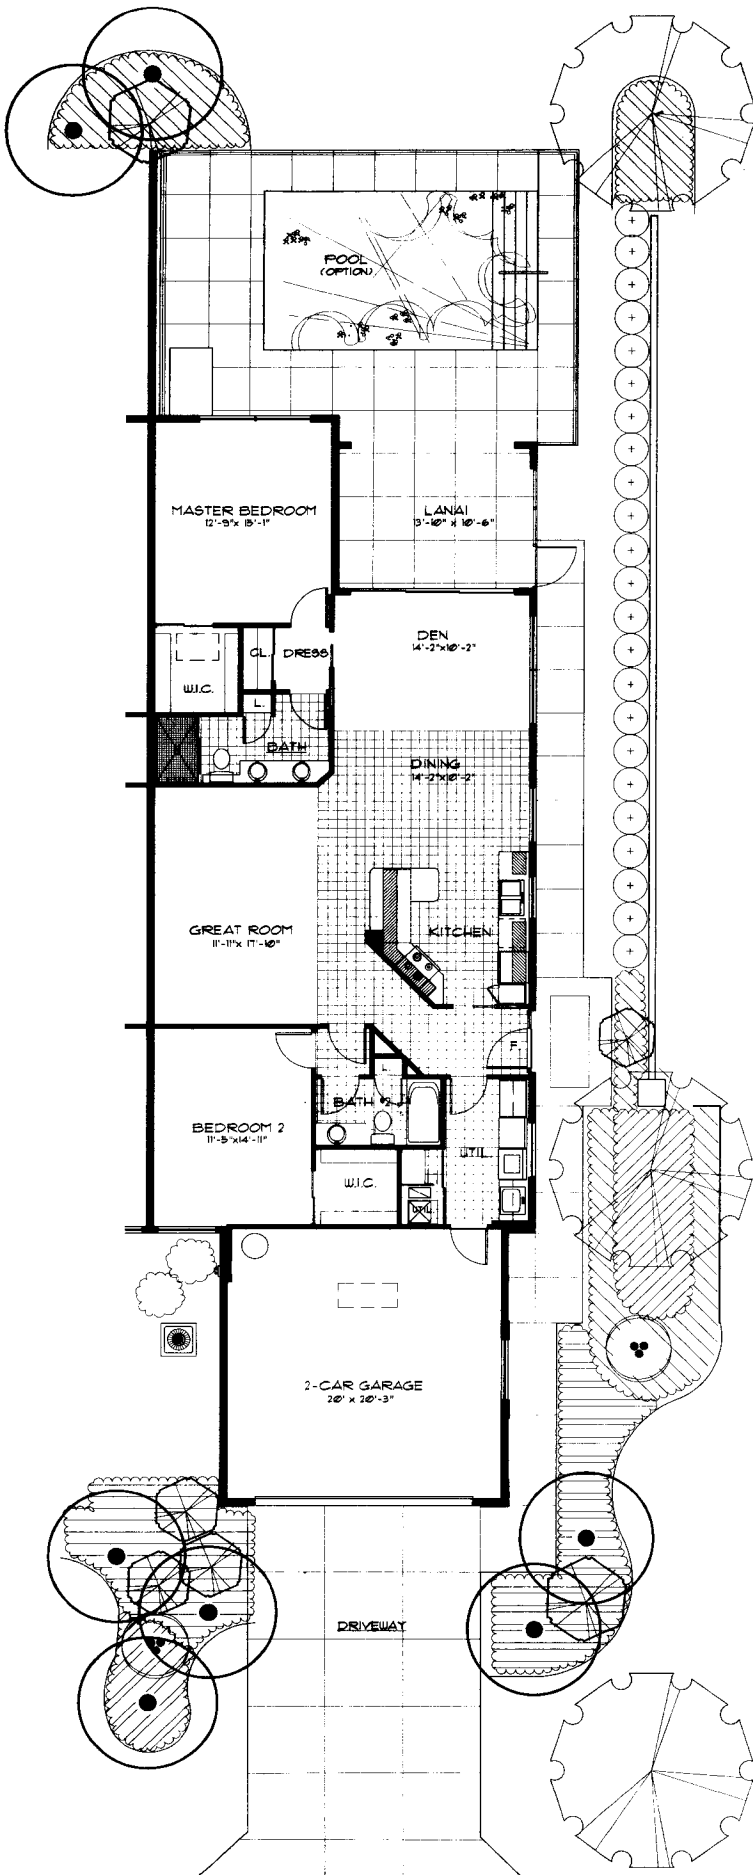 POOL
(OPTION)
MASTER BEDROOM
12'-9" x 15'-1"
LANAI
13'-10" x 10'-6"
DEN
14'-2"x10'-2"
CL.
DRESS
W.I.C.
L.
BATH
DINING
14'-2"x10'-2"
GREAT ROOM
11'-11"x 17'-10"
KITCHEN
F
L
BATH #2
BEDROOM 2
11'-5"x14'-11"
UTIL.
W.I.C.
UTIL.
2-CAR GARAGE
20' x 20'-3"
DRIVEWAY